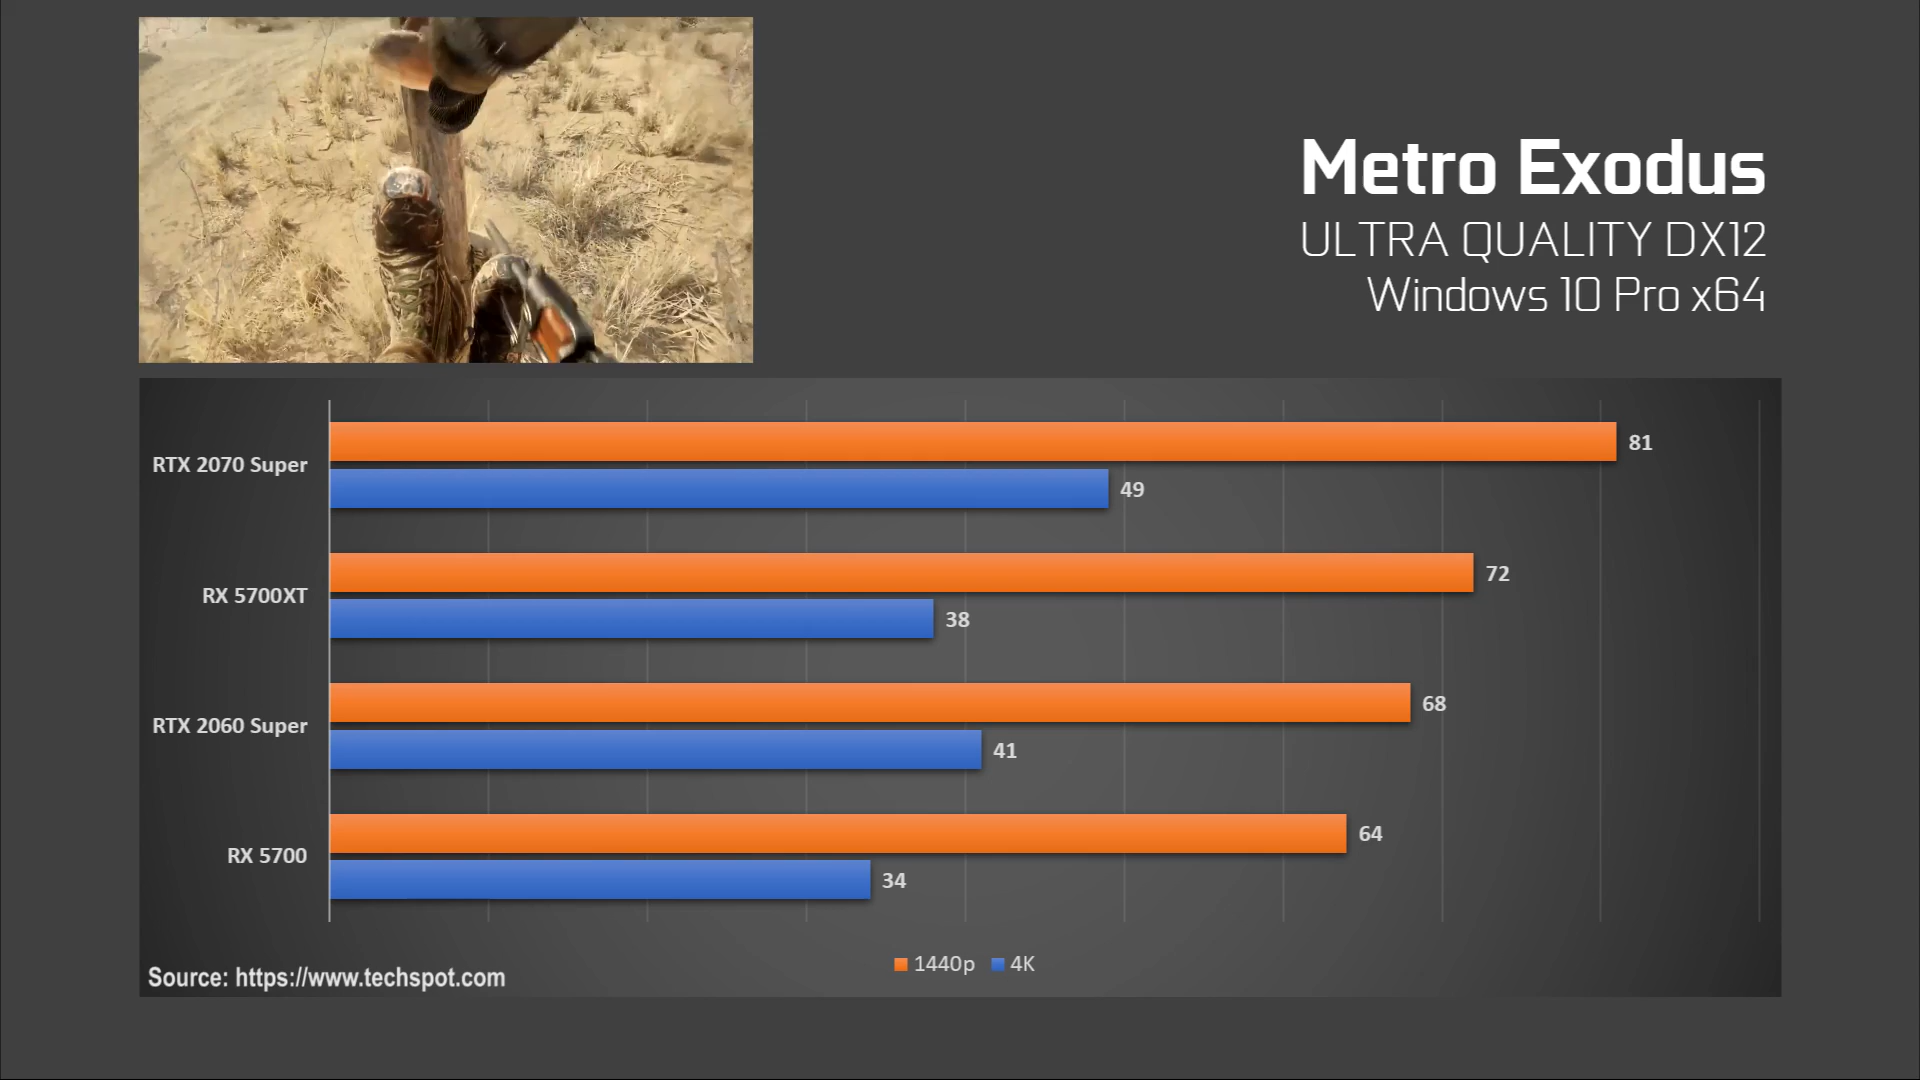 Metro Exodus
ULTRA QUALITY DX12
Windows 10 Pro x64
RTX 2070 Super
81
49
RX 5700XT
72
38
RTX 2060 Super
68
41
RX 5700
64
34
1440p 4K
Source: https://www.techspot.com